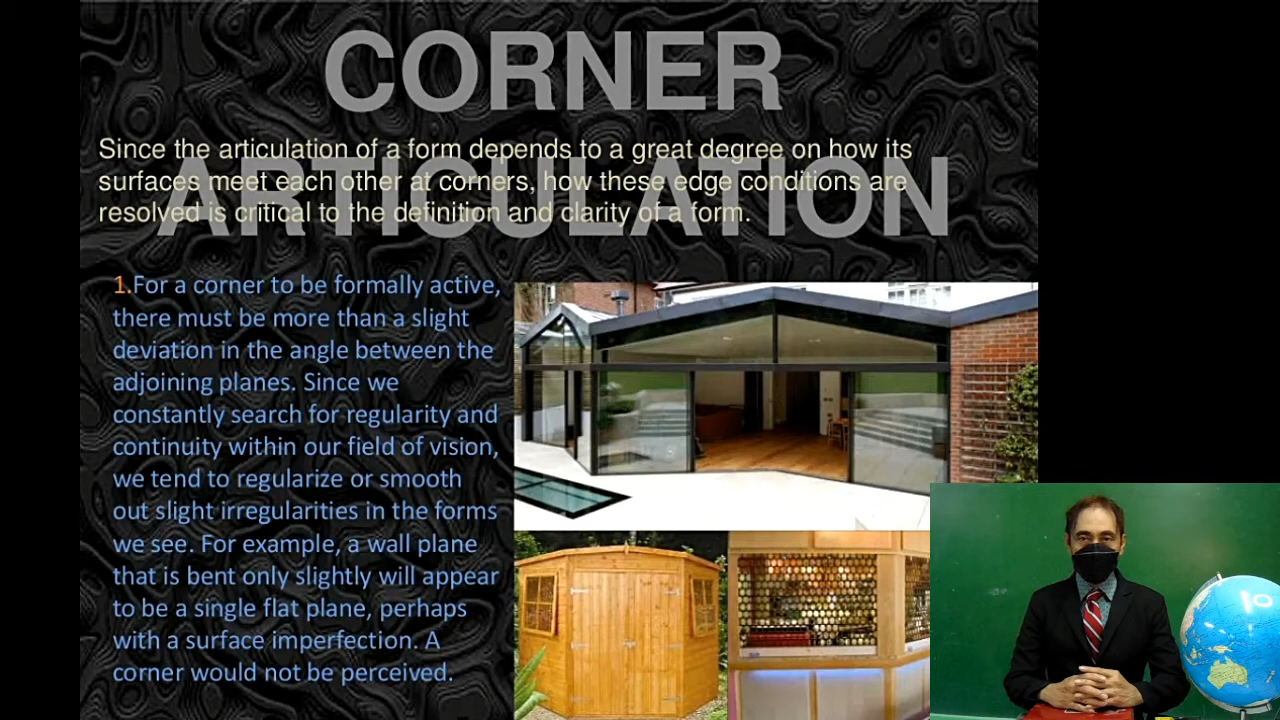 CORNER
ARTICULATION
Since the articulation of a form depends to a great degree on how its
surfaces meet each other at corners, how these edge conditions are
resolved is critical to the definition and clarity of a form.
1.For a corner to be formally active,
there must be more than a slight
deviation in the angle between the
adjoining planes. Since we
constantly search for regularity and
continuity within our field of vision,
we tend to regularize or smooth
out slight irregularities in the forms
we see. For example, a wall plane
that is bent only slightly will appear
to be a single flat plane, perhaps
with a surface imperfection. A
corner would not be perceived.